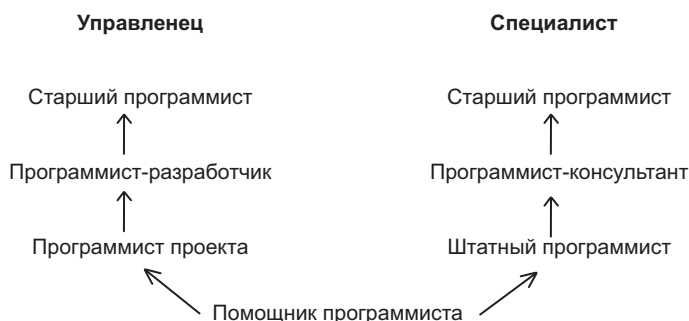 Управленец
Специалист
Старший программист
Старший программист
Программист-разработчик
Программист-консультант
Программист проекта
Штатный программист
Помощник программиста